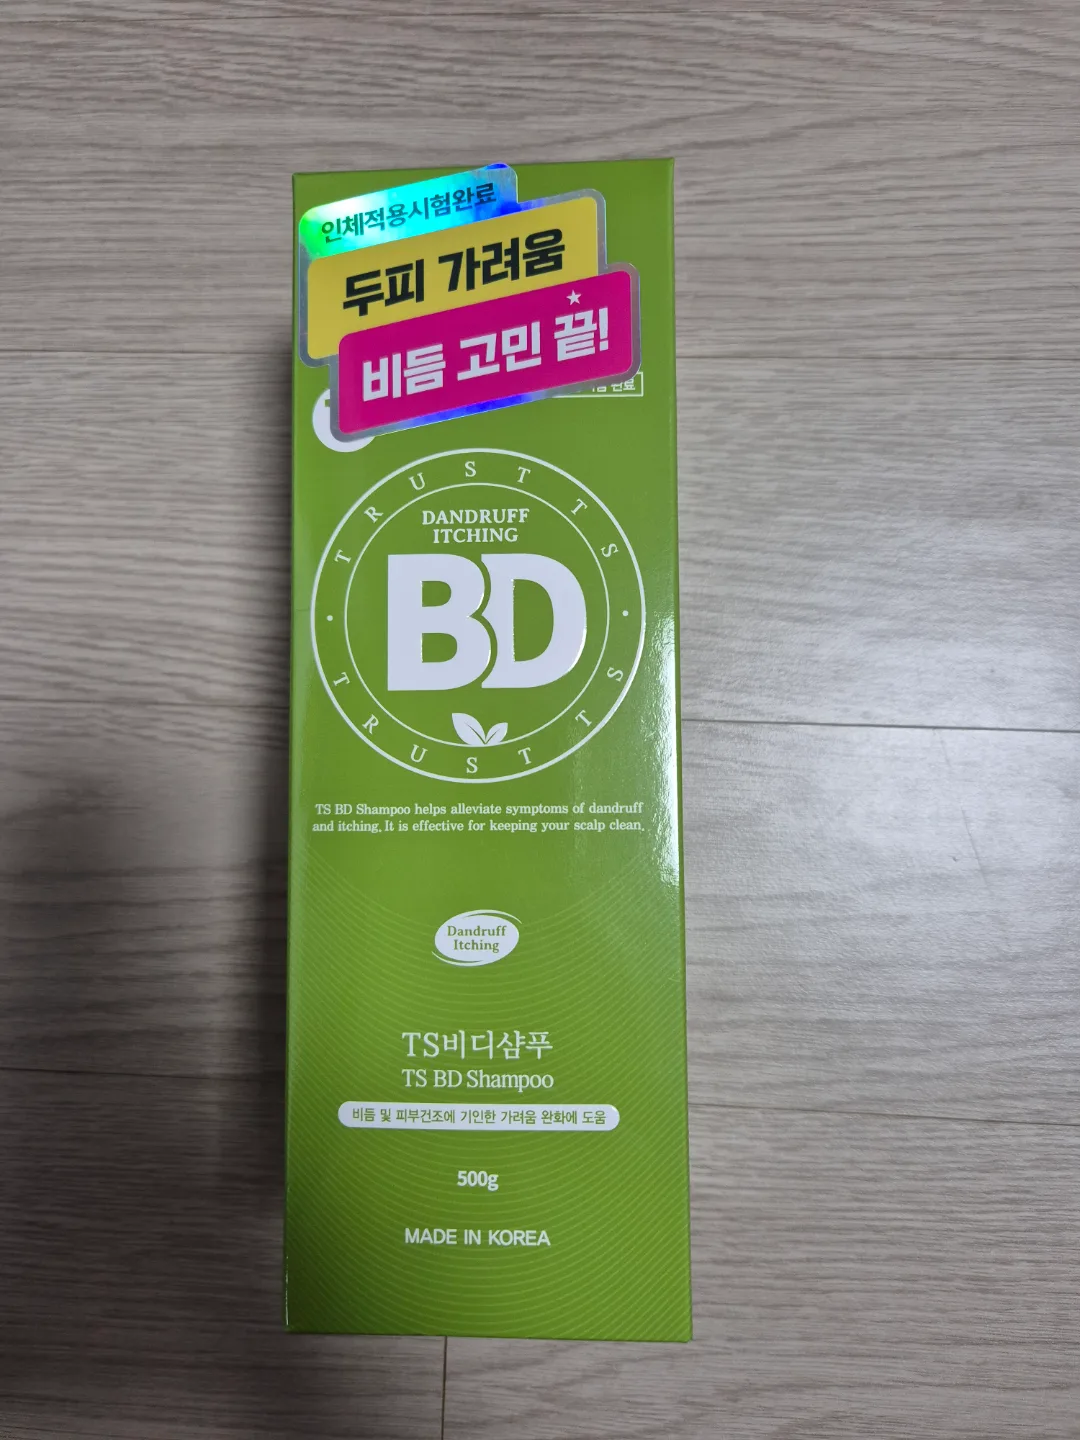 인체적용시험완료
두피 가려움
비듬 고민 끝!
완료
TRUST TS
DANDRUFF
ITCHING
BD
TRUST TS
TS BD Shampoo helps alleviate symptoms of dandruff
and itching. It is effective for keeping your scalp clean.
Dandruff
Itching
TS비디샴푸
TS BD Shampoo
비듬 및 피부건조에 기인한 가려움 완화에 도움
500g
MADE IN KOREA